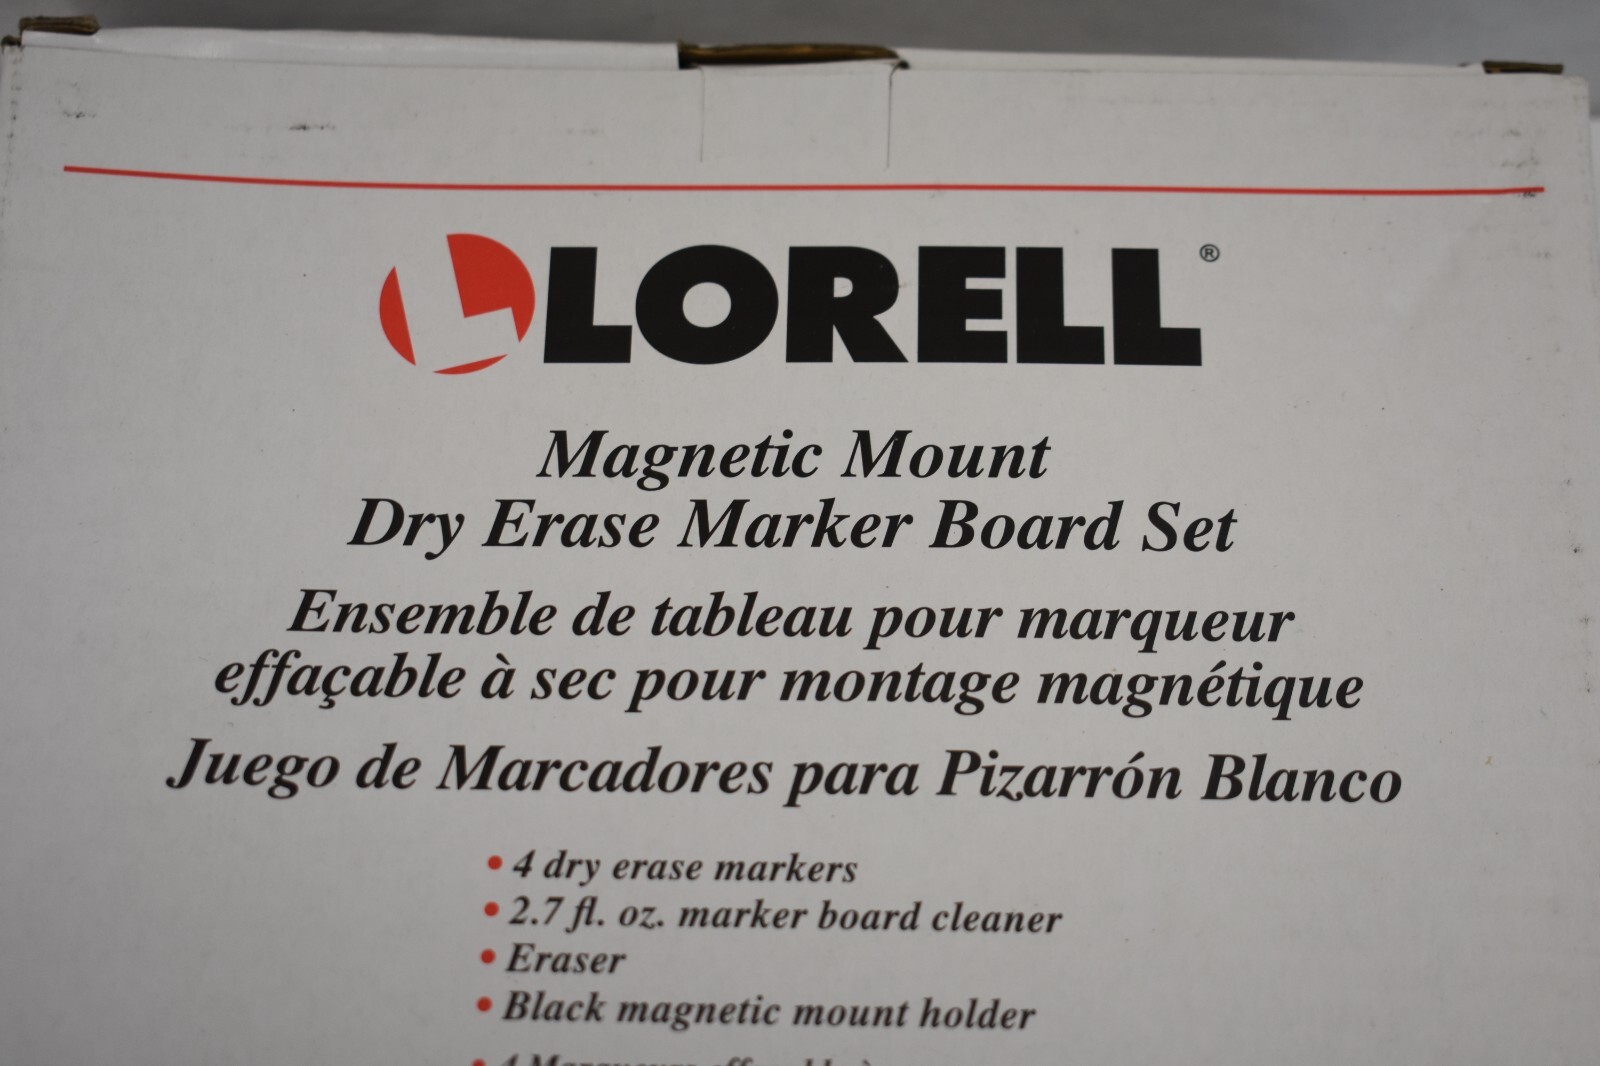 LORELL®
Magnetic Mount
Dry Erase Marker Board Set
Ensemble de tableau pour marqueur
effaçable à sec pour montage magnétique
Juego de Marcadores para Pizarrón Blanco
• 4 dry erase markers
• 2.7 fl. oz. marker board cleaner
• Eraser
• Black magnetic mount holder